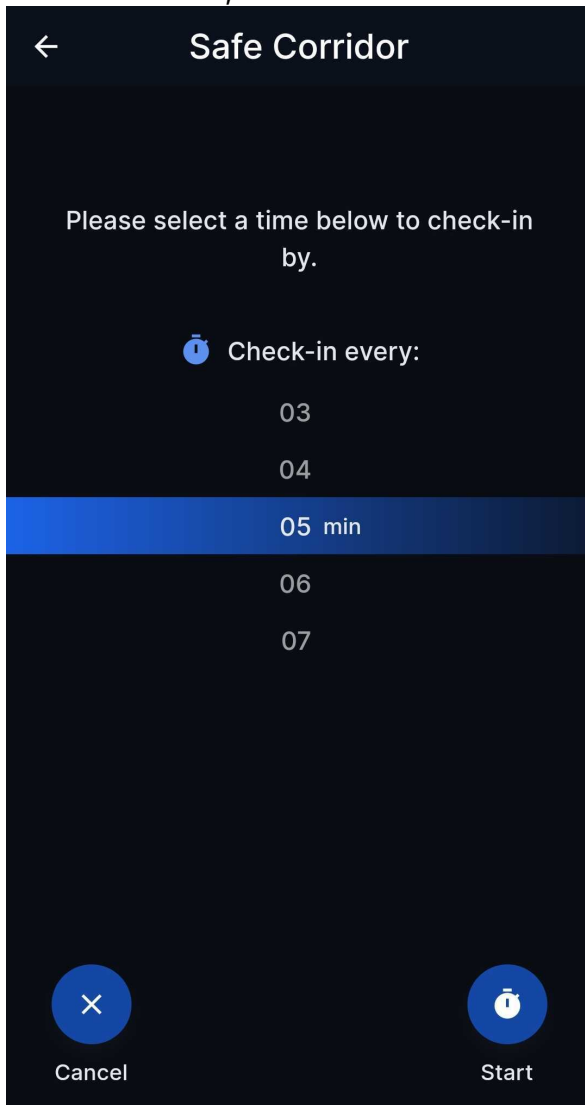 Safe Corridor
Please select a time below to check-in
by.
Check-in every:
03
04
05 min
06
07
Cancel
Start